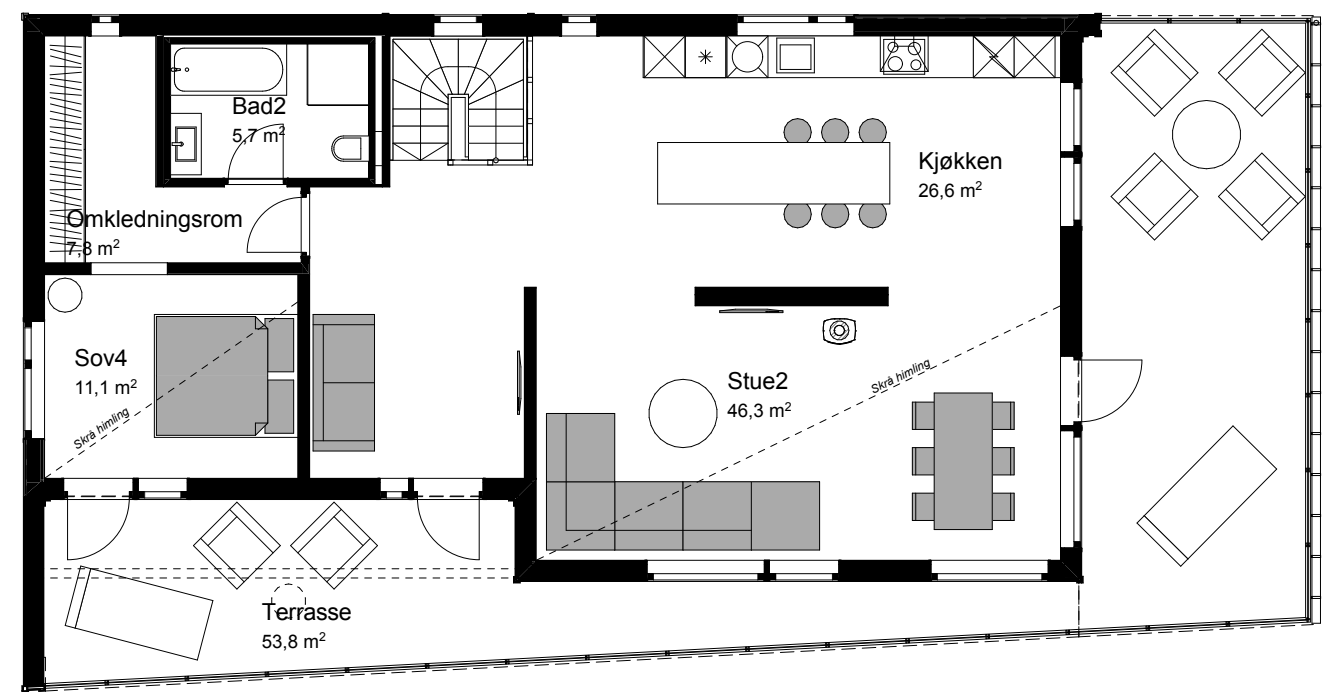 Bad2
5,7 m²
Kjøkken
26,6 m²
Omkledningsrom
7,8 m²
Sov4
11,1 m²
Skrå himling
Stue2
46,3 m²
Skrå himling
Terrasse
53,8 m²